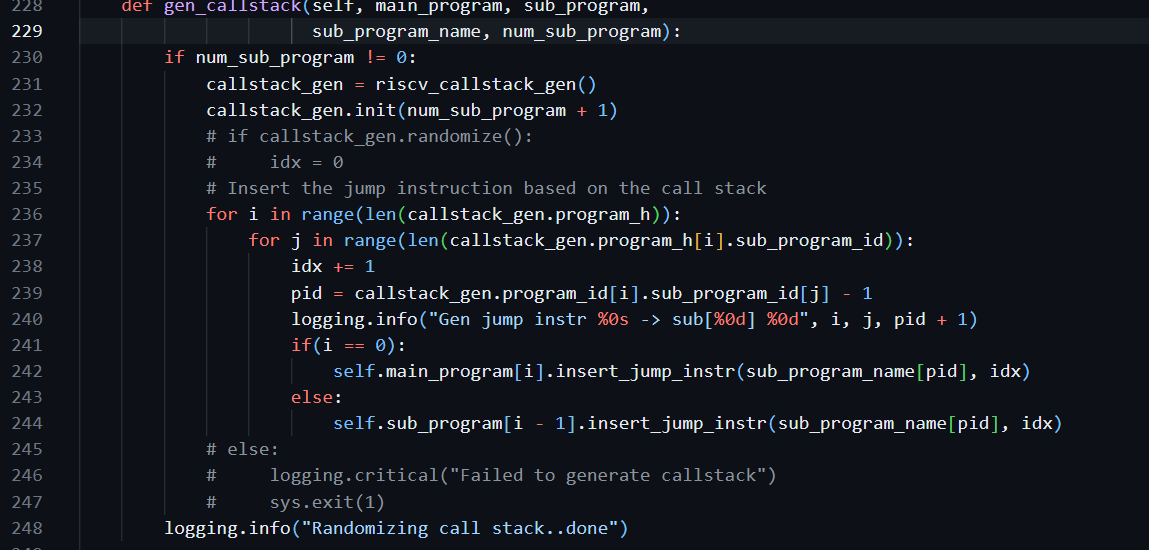 228 def gen_callstack(self, main_program, sub_program,
229 sub_program_name, num_sub_program):
230 if num_sub_program != 0:
231 callstack_gen = riscv_callstack_gen()
232 callstack_gen.init(num_sub_program + 1)
233 # if callstack_gen.randomize():
234 #     idx = 0
235 # Insert the jump instruction based on the call stack
236 for i in range(len(callstack_gen.program_h)):
237 for j in range(len(callstack_gen.program_h[i].sub_program_id)):
238 idx += 1
239 pid = callstack_gen.program_id[i].sub_program_id[j] - 1
240 logging.info("Gen jump instr %0s -> sub[%0d] %0d", i, j, pid + 1)
241 if(i == 0):
242 self.main_program[i].insert_jump_instr(sub_program_name[pid], idx)
243 else:
244 self.sub_program[i - 1].insert_jump_instr(sub_program_name[pid], idx)
245 # else:
246 #     logging.critical("Failed to generate callstack")
247 #     sys.exit(1)
248 logging.info("Randomizing call stack..done")